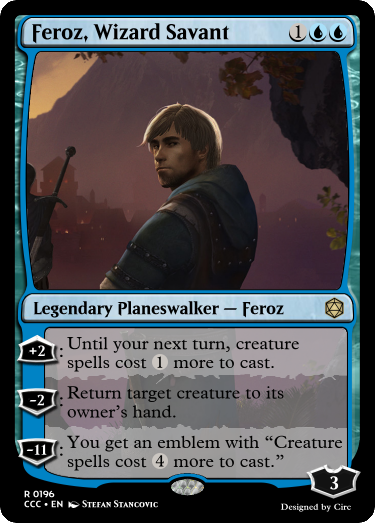 Feroz, Wizard Savant 1
Legendary Planeswalker — Feroz
+2: Until your next turn, creature
spells cost 1 more to cast.
-2: Return target creature to its
owner's hand.
-11: You get an emblem with “Creature
spells cost 4 more to cast.”
3
R 0196
CCC • EN Stefan Stancovic
Designed by Circ